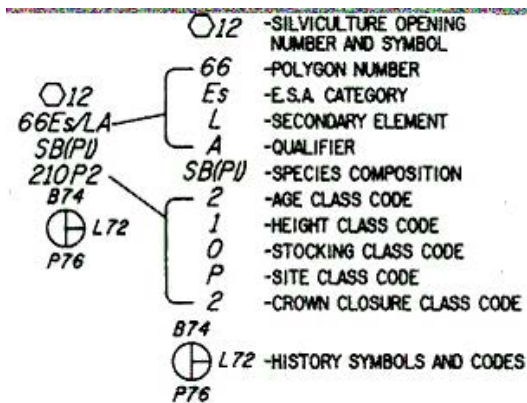 12 -SILVICULTURE OPENING
NUMBER AND SYMBOL
66 -POLYGON NUMBER
Es -E.S.A. CATEGORY
L -SECONDARY ELEMENT
A -QUALIFIER
SB(Pl) -SPECIES COMPOSITION
2 -AGE CLASS CODE
1 -HEIGHT CLASS CODE
0 -STOCKING CLASS CODE
P -SITE CLASS CODE
2 -CROWN CLOSURE CLASS CODE
B74
L72 -HISTORY SYMBOLS AND CODES
P76
12
66Es/LA
SB(Pl)
210P2
B74
L72
P76